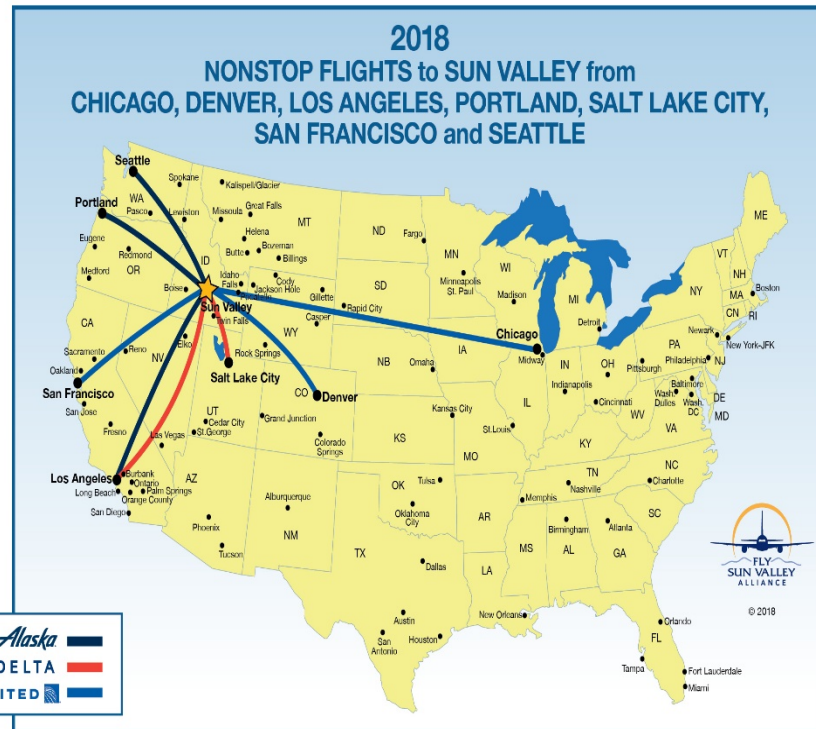 2018
NONSTOP FLIGHTS to SUN VALLEY from
CHICAGO, DENVER, LOS ANGELES, PORTLAND, SALT LAKE CITY,
SAN FRANCISCO and SEATTLE
Seattle
Spokane
Kalispell/Glacier
WA
Portland
Pasco
Lewiston
Missoula
Great Falls
MT
ND
Fargo
ME
Eugene
Redmond
OR
Medford
ID
Helena
Butte
Bozeman
Billings
MN
Minneapolis
St. Paul
WI
Madison
MI
Detroit
VT
NH
NY
MA
Boston
CN
RI
Boise
Idaho
Falls
Cody
Jackson Hole
Gillette
SD
Rapid City
Sun Valley
Twin Falls
WY
Casper
Chicago
Midway
Newark
New York-JFK
PA
Philadelphia
NJ
CA
Sacramento
Oakland
Reno
NV
Elko
Rock Springs
Salt Lake City
NB
Omaha
IA
IN
Indianapolis
OH
Pittsburgh
Baltimore
Wash.
Dulles
Wash.
DC
DE
MD
San Francisco
San Jose
Fresno
UT
Cedar City
St.George
Las Vegas
CO
Denver
Grand Junction
Colorado
Springs
KS
Kansas City
MO
IL
St.Louis
Cincinnati
WV
VA
KY
Los Angeles
Burbank
Ontario
Long Beach
Palm Springs
Orange County
San Diego
AZ
Phoenix
Tucson
Alburquerque
NM
OK
Tulsa
Oklahoma
City
AR
Memphis
TN
Nashville
NC
Charlotte
SC
TX
Dallas
LA
MS
Birmingham
AL
Atlanta
GA
FLY
SUN VALLEY
ALLIANCE
© 2018
Austin
San
Antonio
Houston
New Orleans
Orlando
FL
Tampa
Fort Lauderdale
Miami
Alaska
DELTA
ITED